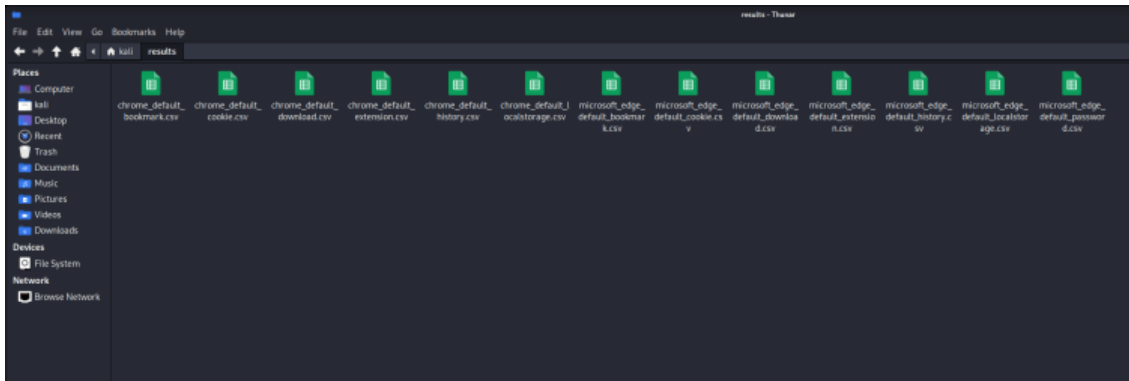 results - Thunar
File Edit View Go Bookmarks Help
kali results
Places
Computer
kali
Desktop
Recent
Trash
Documents
Music
Pictures
Videos
Downloads
Devices
File System
Network
Browse Network
chrome_default_
bookmark.csv
chrome_default_
cookie.csv
chrome_default_
download.csv
chrome_default_
extension.csv
chrome_default_
history.csv
chrome_default_l
ocalstorage.csv
microsoft_edge_
default_bookmar
k.csv
microsoft_edge_
default_cookie.cs
v
microsoft_edge_
default_downloa
d.csv
microsoft_edge_
default_extensio
n.csv
microsoft_edge_
default_history.c
sv
microsoft_edge_
default_localstor
age.csv
microsoft_edge_
default_passwor
d.csv